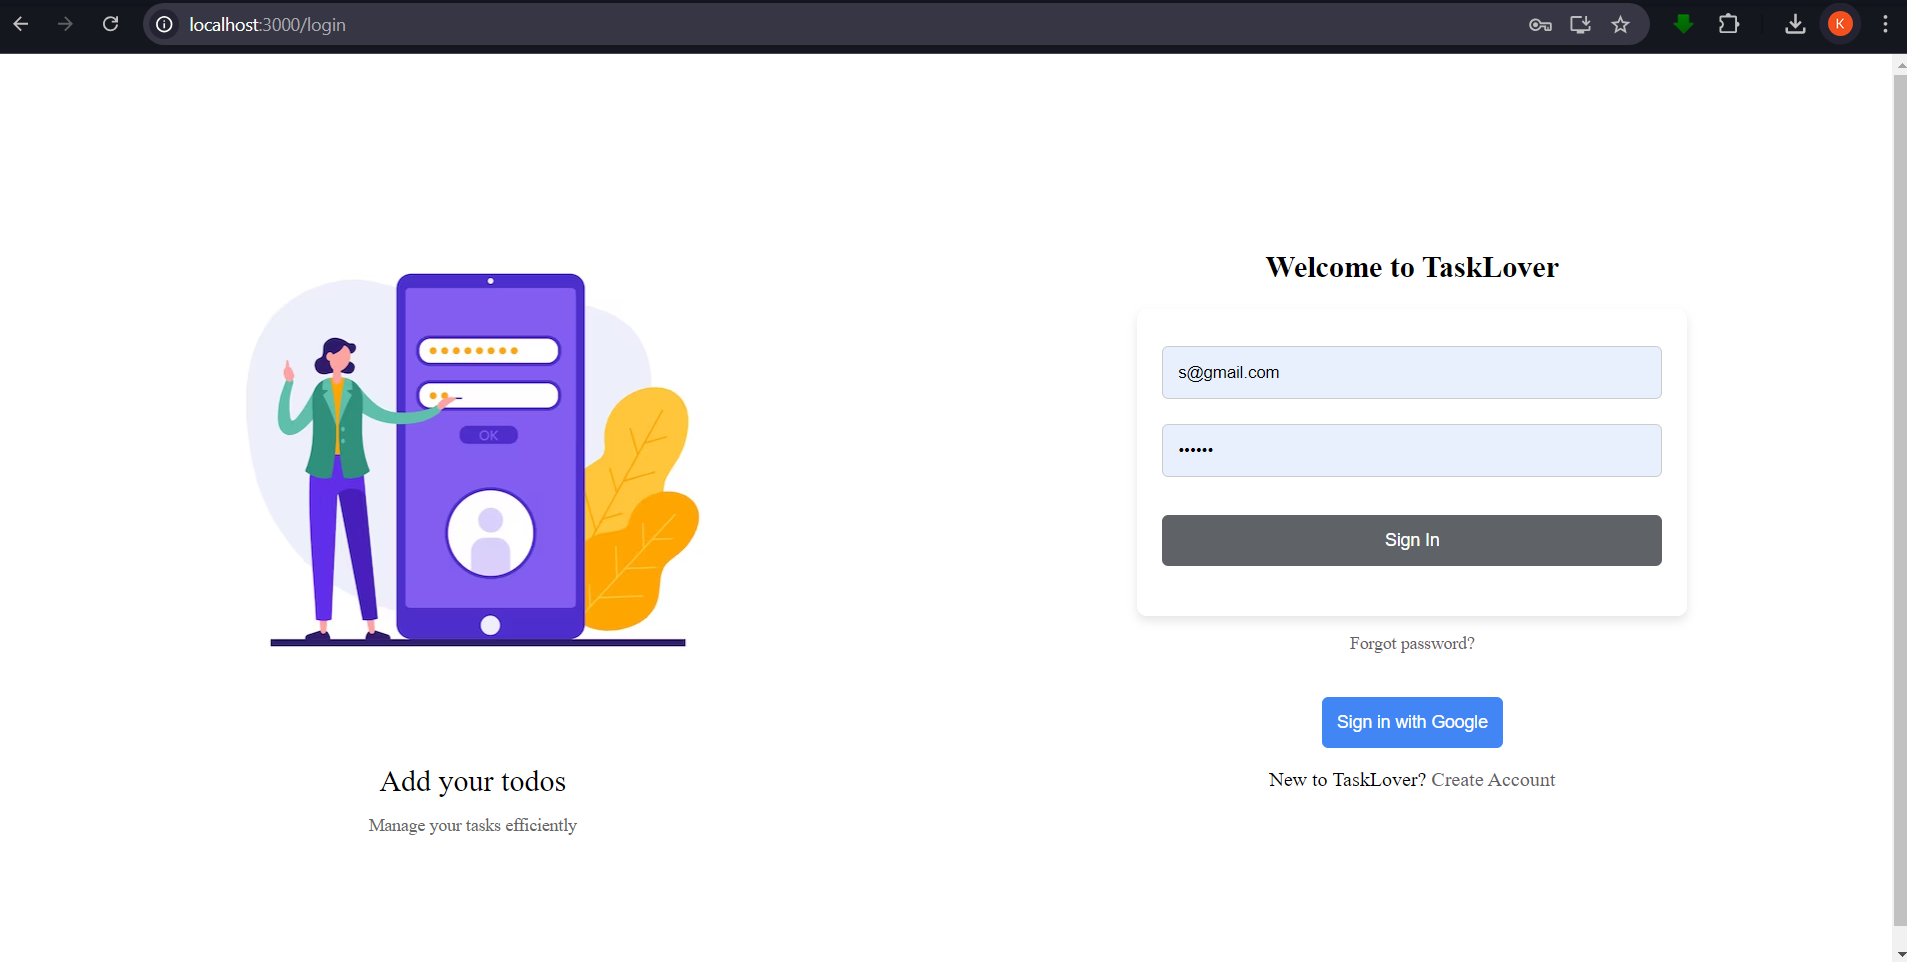 localhost:3000/login
K
OK
Add your todos
Manage your tasks efficiently
Welcome to TaskLover
s@gmail.com
••••••
Sign In
Forgot password?
Sign in with Google
New to TaskLover? Create Account